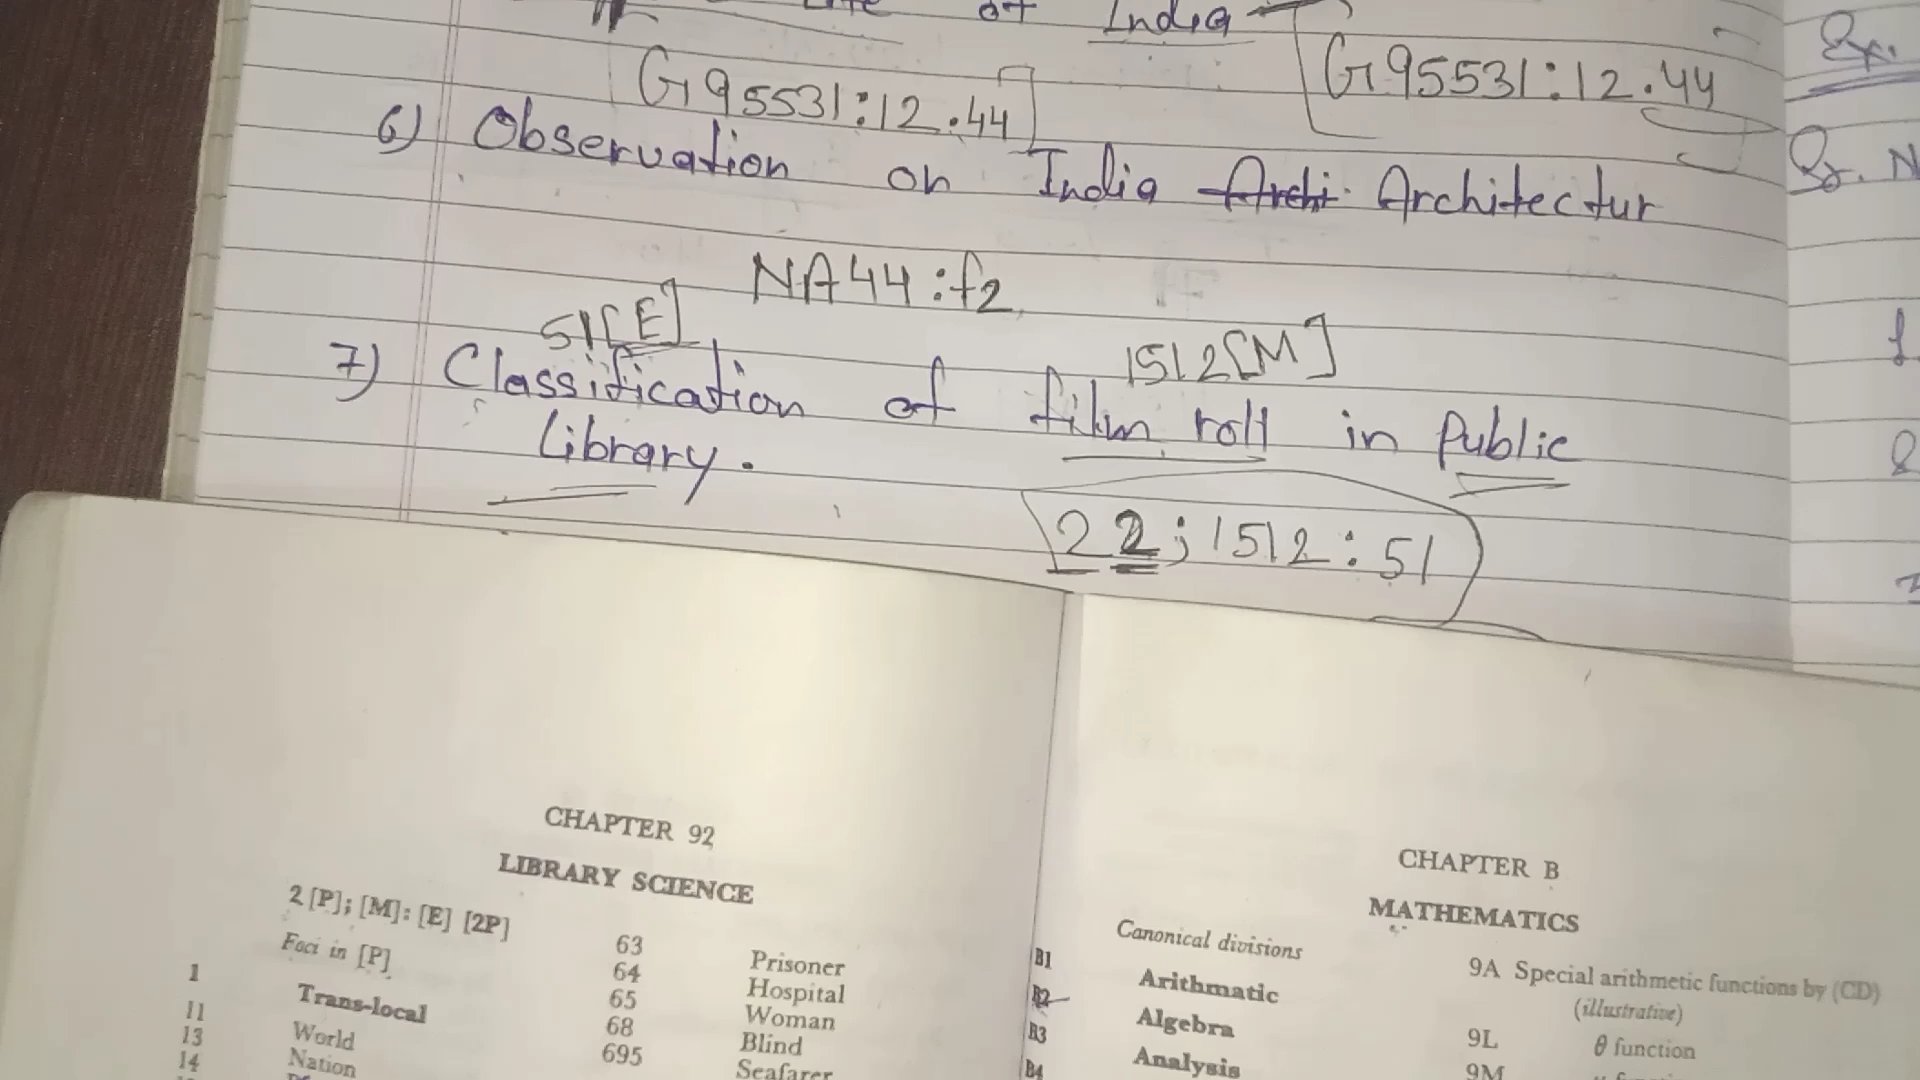 of India
G95531:12.44
G95531:12.44
6) Observation on India Archi. Architectur
NA44:f2
51[E]
1512[M]
7) Classification of film roll in Public
Library.
22;1512:51
Ex.
Sr. N
CHAPTER 92
LIBRARY SCIENCE
2 [P]; [M]: [E] [2P]
Foci in [P]
1 Trans-local
11 World
13 Nation
14
63 Prisoner
64 Hospital
65 Woman
68 Blind
695 Seafarer
CHAPTER B
MATHEMATICS
Canonical divisions
B1 Arithmatic
B2 Algebra
B3 Analysis
B4
9A Special arithmetic functions by (CD)
(illustrative)
9L θ function
9M